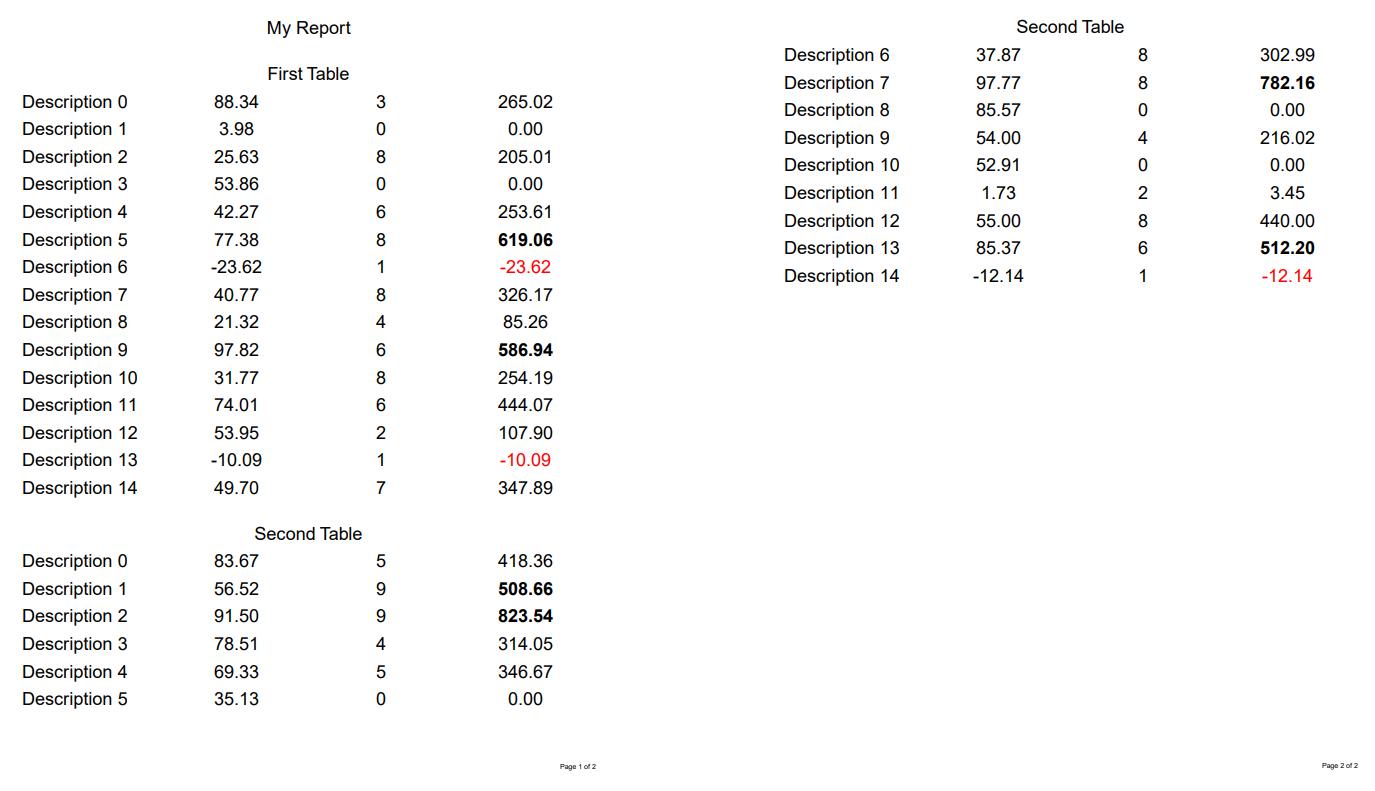 My Report
First Table
Description 0 88.34 3 265.02
Description 1 3.98 0 0.00
Description 2 25.63 8 205.01
Description 3 53.86 0 0.00
Description 4 42.27 6 253.61
Description 5 77.38 8 619.06
Description 6 -23.62 1 -23.62
Description 7 40.77 8 326.17
Description 8 21.32 4 85.26
Description 9 97.82 6 586.94
Description 10 31.77 8 254.19
Description 11 74.01 6 444.07
Description 12 53.95 2 107.90
Description 13 -10.09 1 -10.09
Description 14 49.70 7 347.89
Second Table
Description 0 83.67 5 418.36
Description 1 56.52 9 508.66
Description 2 91.50 9 823.54
Description 3 78.51 4 314.05
Description 4 69.33 5 346.67
Description 5 35.13 0 0.00
Page 1 of 2
Second Table
Description 6 37.87 8 302.99
Description 7 97.77 8 782.16
Description 8 85.57 0 0.00
Description 9 54.00 4 216.02
Description 10 52.91 0 0.00
Description 11 1.73 2 3.45
Description 12 55.00 8 440.00
Description 13 85.37 6 512.20
Description 14 -12.14 1 -12.14
Page 2 of 2